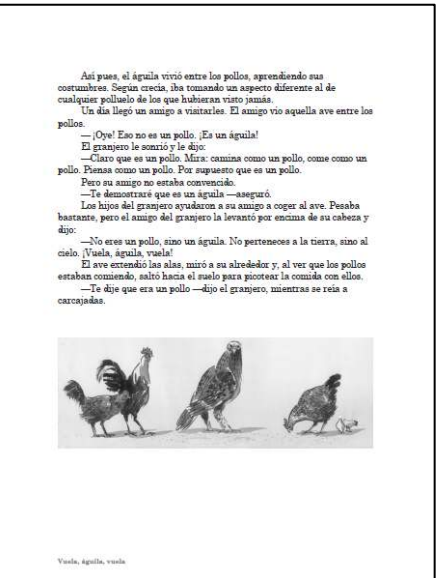 Así pues, el águila vivió entre los pollos, aprendiendo sus
costumbres. Según crecía, iba tomando un aspecto diferente al de
cualquier polluelo de los que hubieran visto jamás.
Un día llegó un amigo a visitarles. El amigo vio aquella ave entre los
pollos.
— ¡Oye! Eso no es un pollo. ¡Es un águila!
El granjero le sonrió y le dijo:
—Claro que es un pollo. Mira: camina como un pollo, come como un
pollo. Piensa como un pollo. Por supuesto que es un pollo.
Pero su amigo no estaba convencido.
—Te demostraré que es un águila —aseguró.
Los hijos del granjero ayudaron a su amigo a coger al ave. Pesaba
bastante, pero el amigo del granjero la levantó por encima de su cabeza y
dijo:
—No eres un pollo, sino un águila. No perteneces a la tierra, sino al
cielo. ¡Vuela, águila, vuela!
El ave extendió las alas, miró a su alrededor y, al ver que los pollos
estaban comiendo, saltó hacia el suelo para picotear la comida con ellos.
—Te dije que era un pollo —dijo el granjero, mientras se reía a
carcajadas.
Vuela, águila, vuela